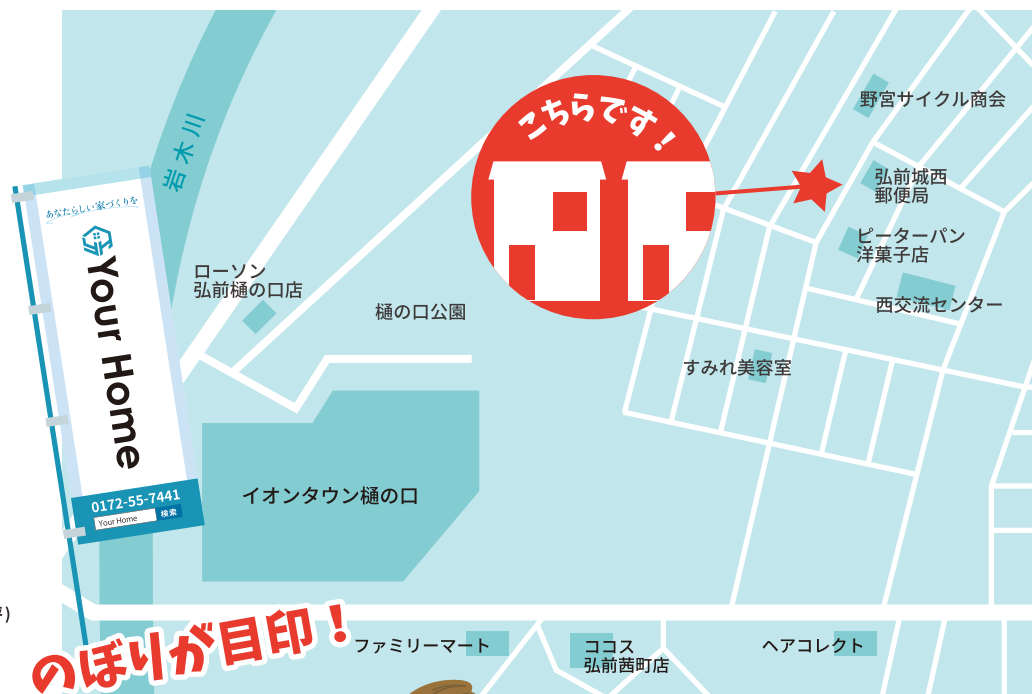 こちらです！
野宮サイクル商会
岩木川
弘前城西
郵便局
あなたらしい家づくりを
ピーターパン
洋菓子店
Your Home
ローソン
弘前樋の口店
樋の口公園
西交流センター
すみれ美容室
イオンタウン樋の口
0172-55-7441
Your Home
検索
のぼりが目印！
ファミリーマート
ココス
弘前茜町店
ヘアコレクト